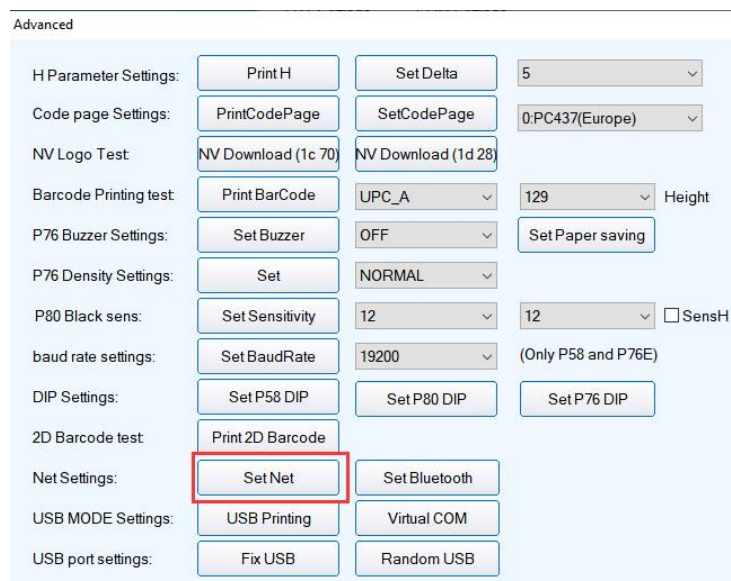 Advanced
H Parameter Settings: Print H Set Delta 5
Code page Settings: PrintCodePage SetCodePage 0:PC437(Europe)
NV Logo Test: NV Download (1c 70) NV Download (1d 28)
Barcode Printing test: Print BarCode UPC_A 129 Height
P76 Buzzer Settings: Set Buzzer OFF Set Paper saving
P76 Density Settings: Set NORMAL
P80 Black sens: Set Sensitivity 12 12 SensH
baud rate settings: Set BaudRate 19200 (Only P58 and P76E)
DIP Settings: Set P58 DIP Set P80 DIP Set P76 DIP
2D Barcode test: Print 2D Barcode
Net Settings: Set Net Set Bluetooth
USB MODE Settings: USB Printing Virtual COM
USB port settings: Fix USB Random USB